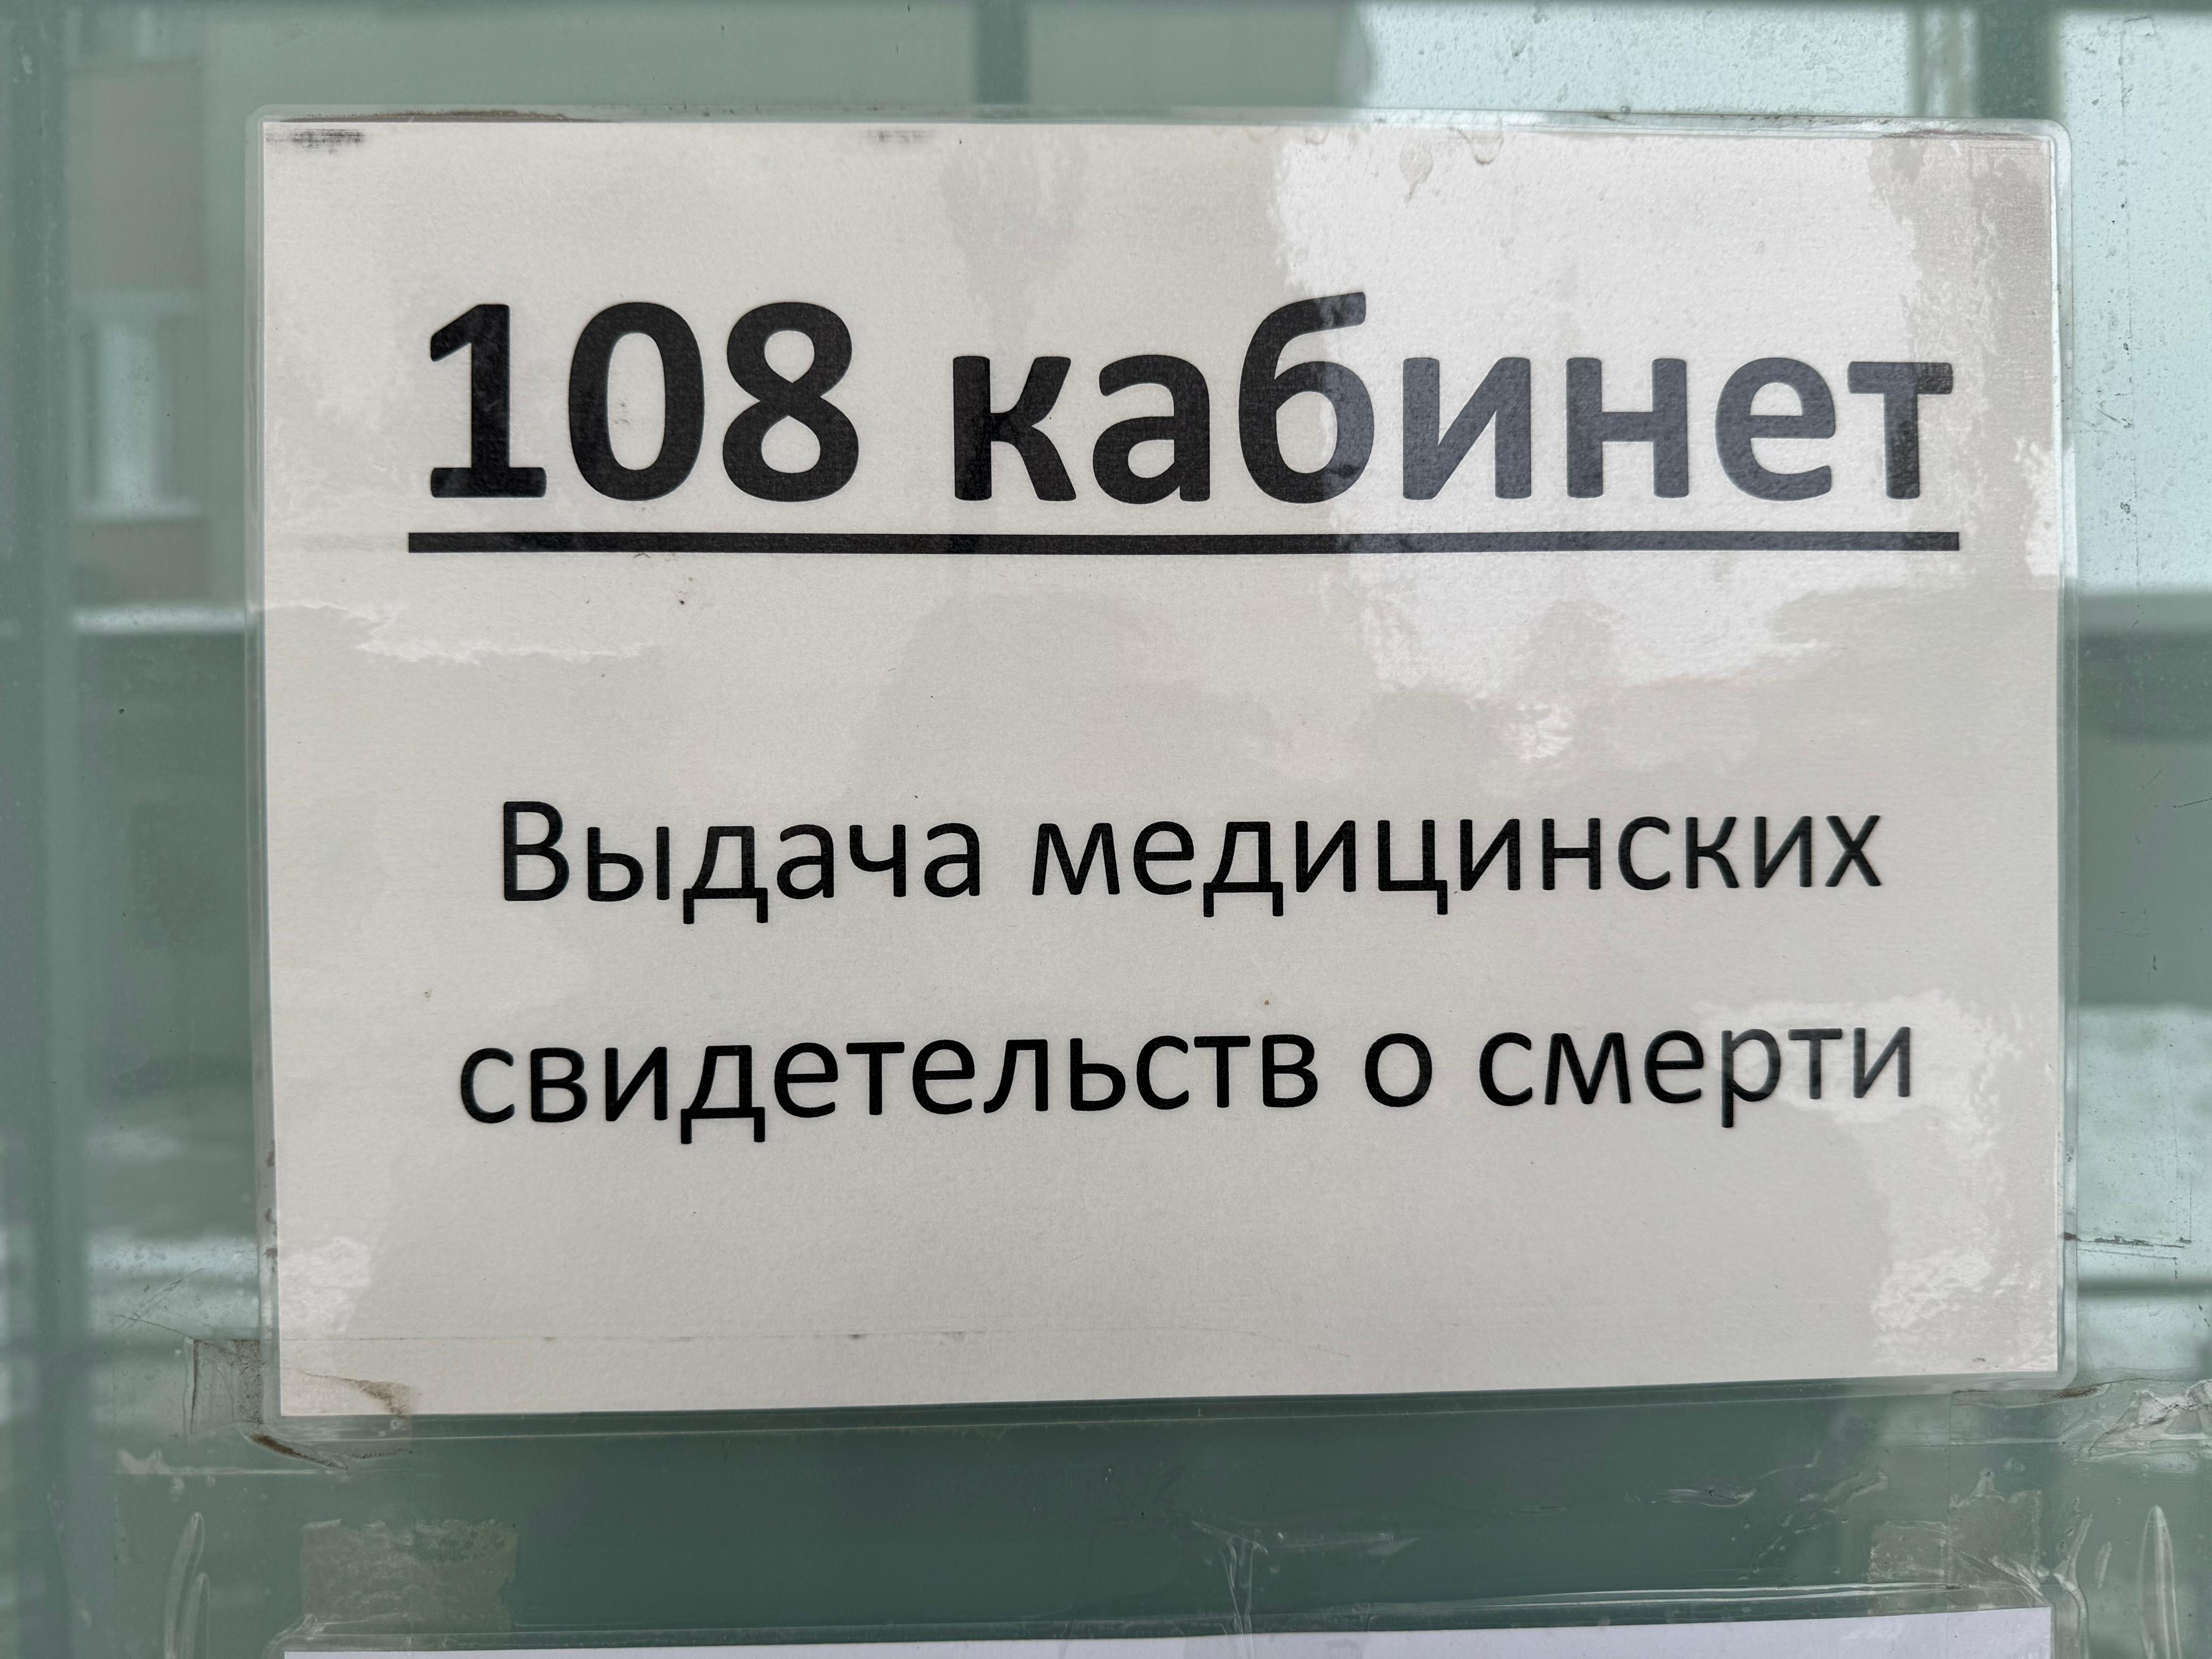 108 кабинет
Выдача медицинских
свидетельств о смерти